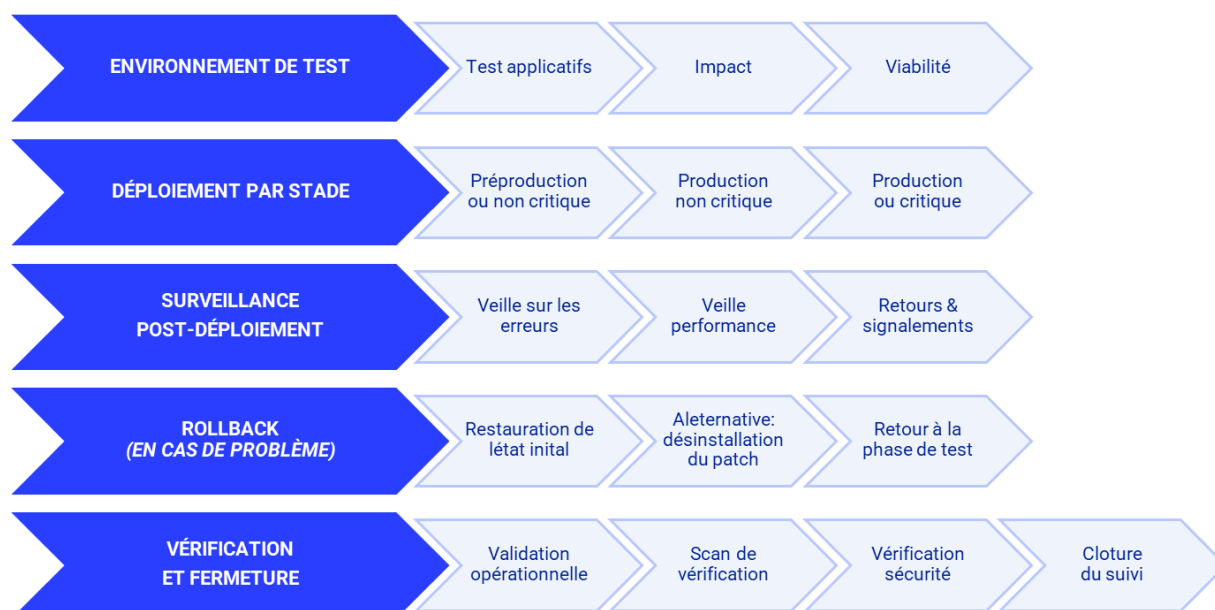 ENVIRONNEMENT DE TEST
Test applicatifs
Impact
Viabilité
DÉPLOIEMENT PAR STADE
Préproduction
ou non critique
Production
non critique
Production
ou critique
SURVEILLANCE
POST-DÉPLOIEMENT
Veille sur les
erreurs
Veille
performance
Retours &
signalements
ROLLBACK
(EN CAS DE PROBLÈME)
Restauration de
létat inital
Aleternative:
désinstallation
du patch
Retour à la
phase de test
VÉRIFICATION
ET FERMETURE
Validation
opérationnelle
Scan de
vérification
Vérification
sécurité
Cloture
du suivi